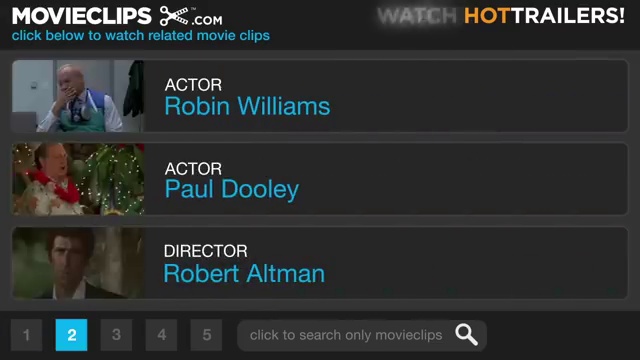 MOVIECLIPS .COM
WATCH HOTTRAILERS!
click below to watch related movie clips
ACTOR
Robin Williams
ACTOR
Paul Dooley
DIRECTOR
Robert Altman
1 2 3 4 5 click to search only movieclips